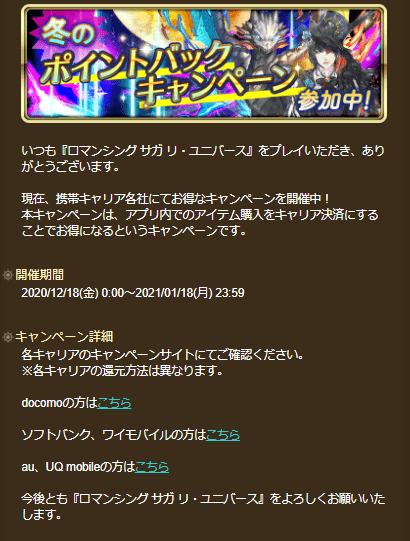 冬の
ポイントバック
キャンペーン
参加中!
いつも『ロマンシング サガ リ・ユニバース』をプレイいただき、あり
がとうございます。
現在、携帯キャリア各社にてお得なキャンペーンを開催中！
本キャンペーンは、アプリ内でのアイテム購入をキャリア決済にする
ことでお得になるというキャンペーンです。
開催期間
2020/12/18(金) 0:00～2021/01/18(月) 23:59
キャンペーン詳細
各キャリアのキャンペーンサイトにてご確認ください。
※各キャリアの還元方法は異なります。
docomoの方はこちら
ソフトバンク、ワイモバイルの方はこちら
au、UQ mobileの方はこちら
今後とも『ロマンシング サガ リ・ユニバース』をよろしくお願いいた
します。